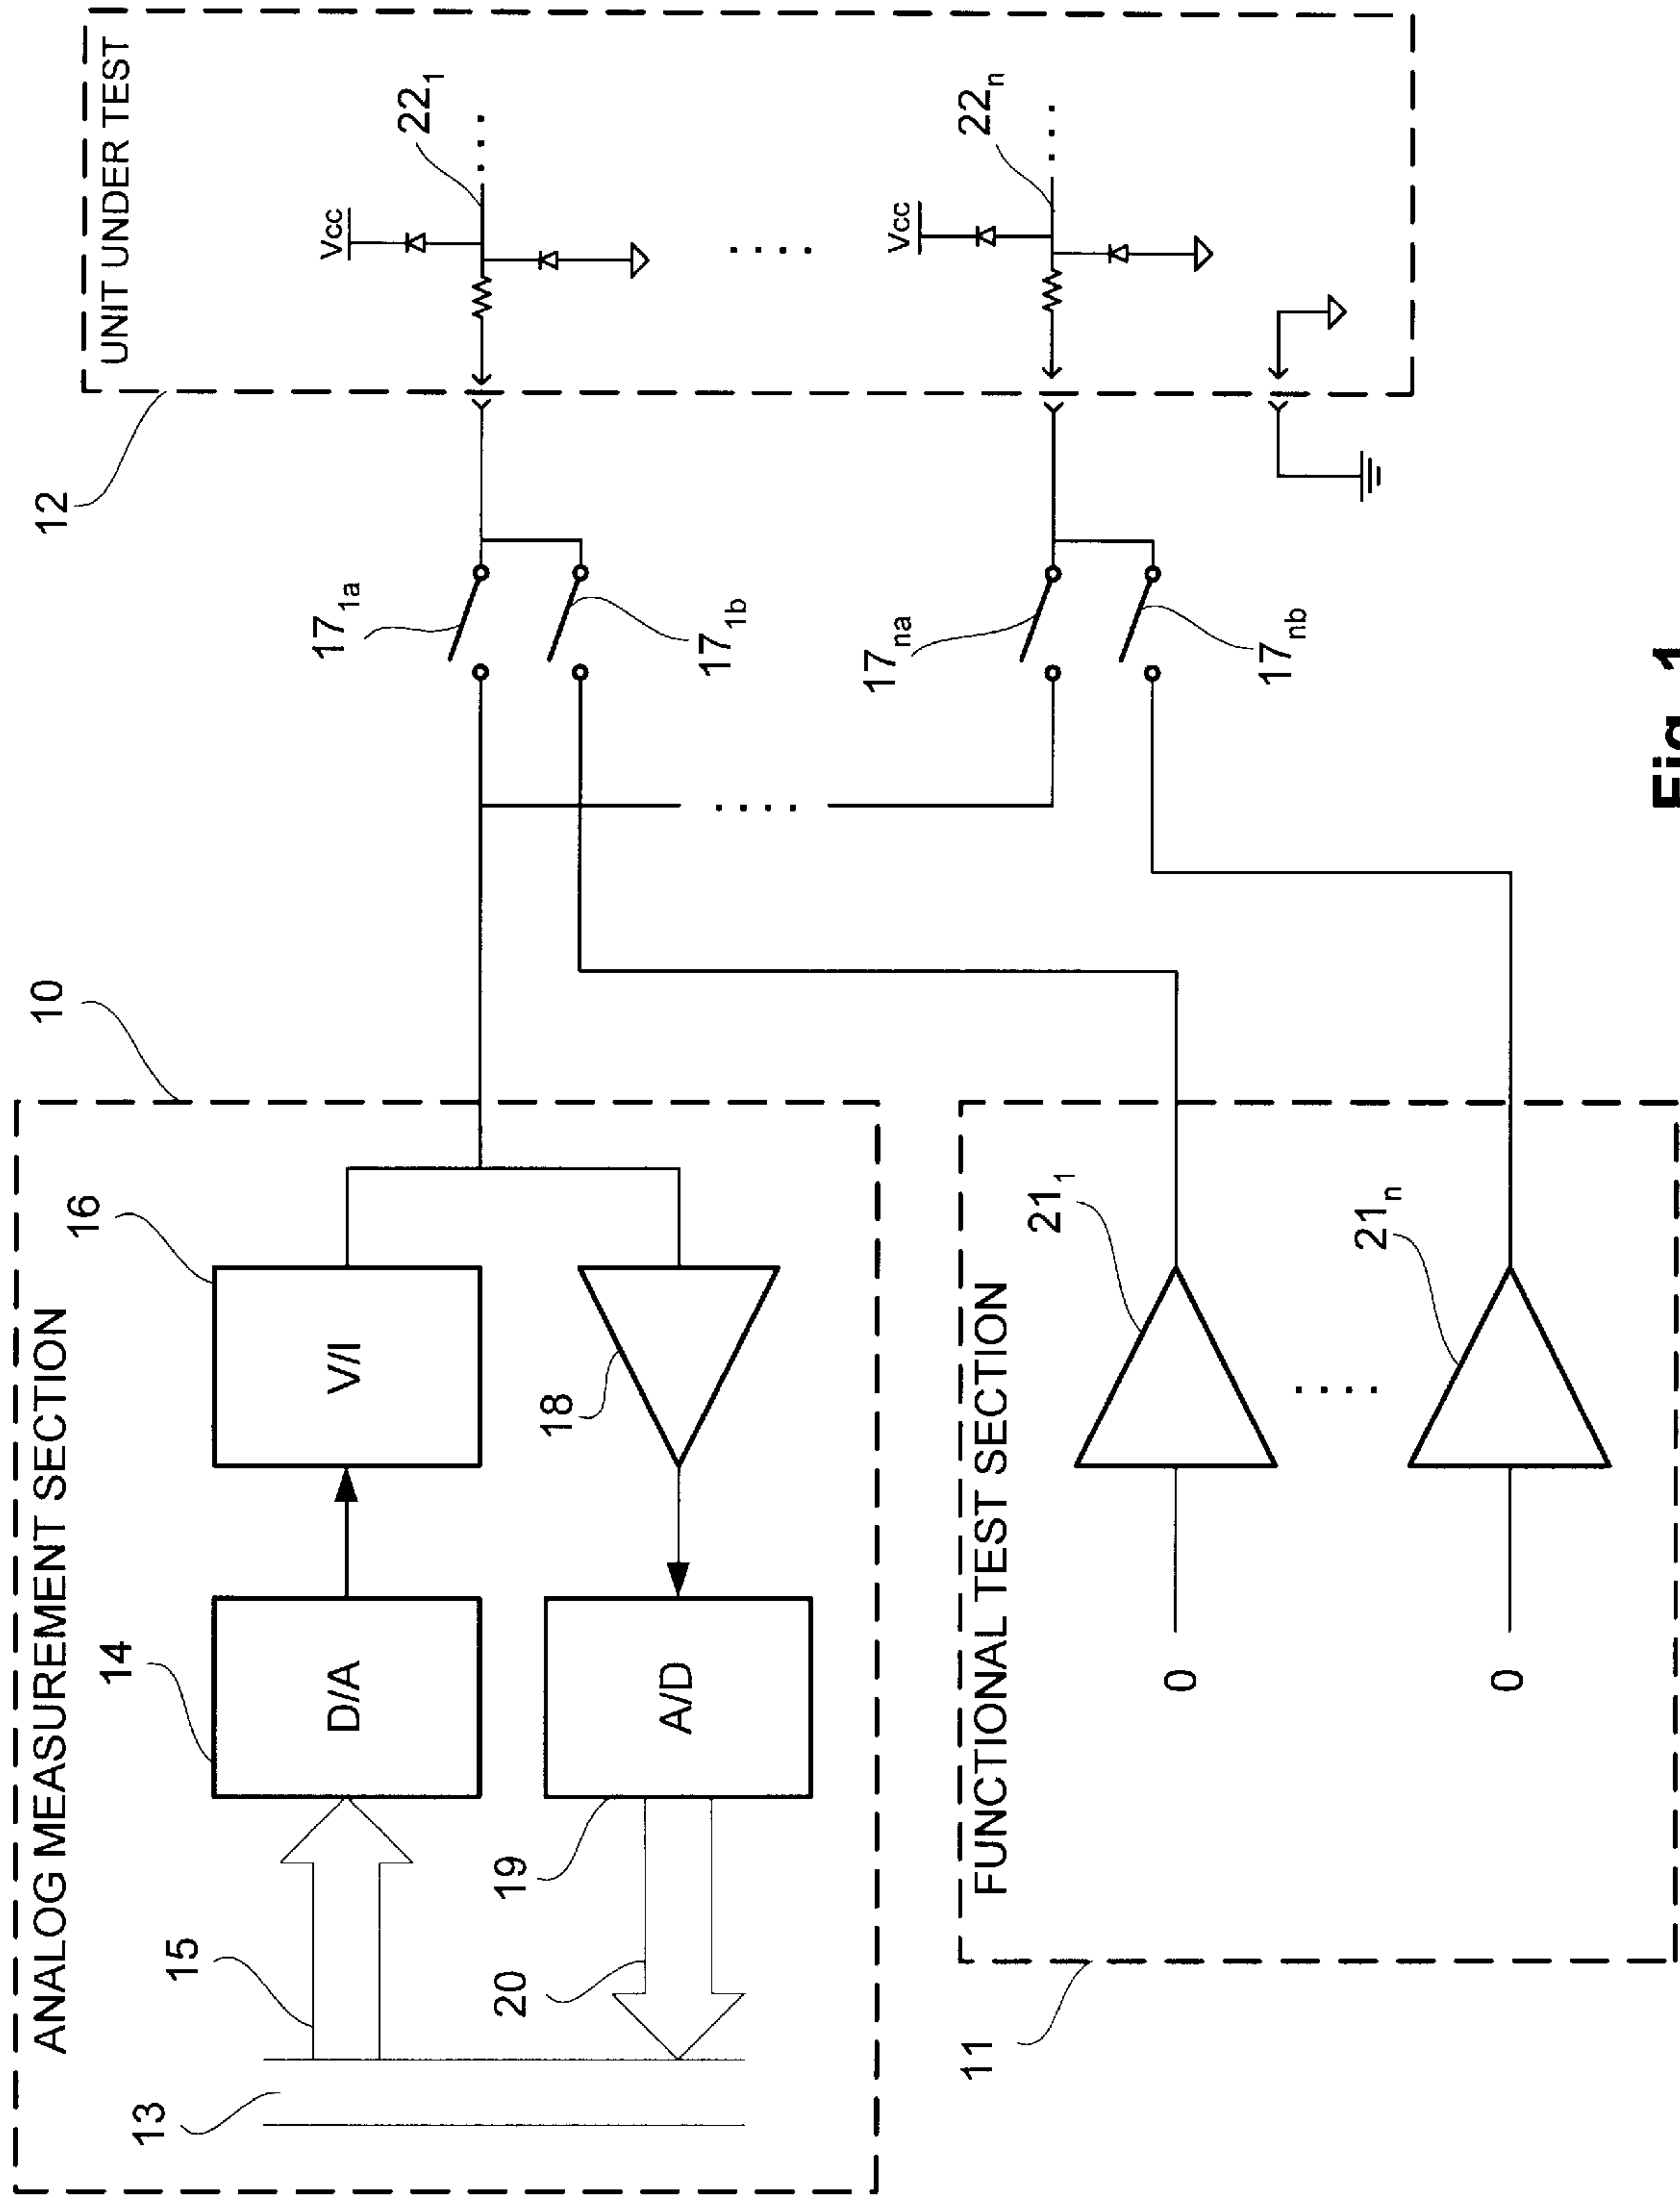 UNIT UNDER TEST
12
Vcc
22₁
Vcc
22ₙ
17₁ₐ
17₁b
17ₙₐ
17ₙb
10
ANALOG MEASUREMENT SECTION
16
V/I
14
D/A
15
13
18
A/D
19
20
FUNCTIONAL TEST SECTION
11
21₁
21ₙ
0
0
Fig. 1